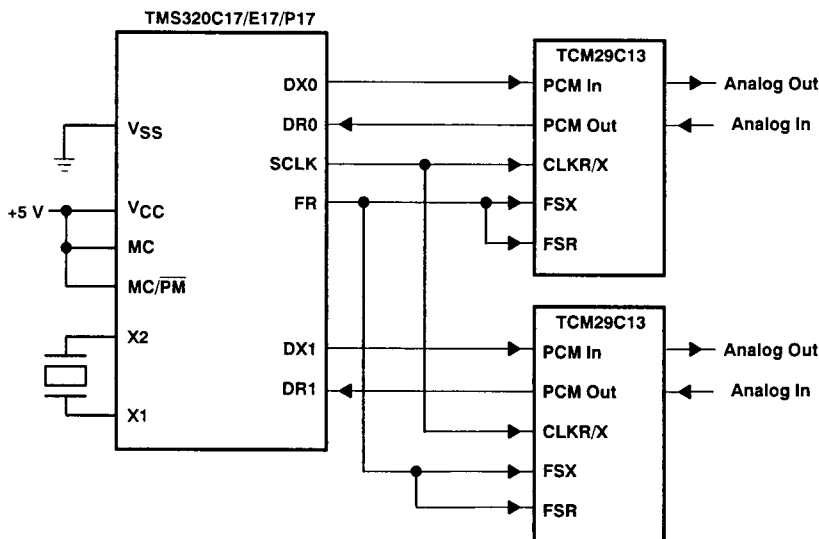 TMS320C17/E17/P17
VSS
+5 V
VCC
MC
MC/PM
X2
X1
DX0
DR0
SCLK
FR
DX1
DR1
TCM29C13
PCM In
PCM Out
CLKR/X
FSX
FSR
Analog Out
Analog In
TCM29C13
PCM In
PCM Out
CLKR/X
FSX
FSR
Analog Out
Analog In